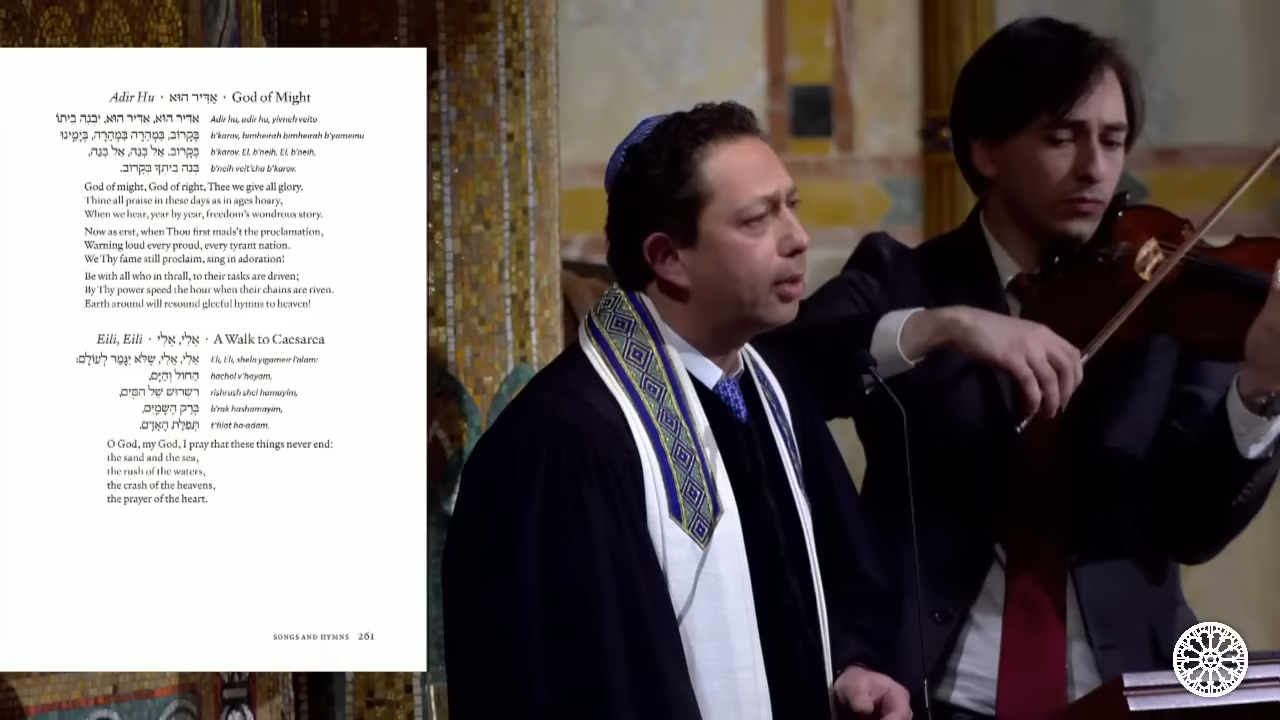 Adir Hu · אַדִּיר הוּא · God of Might
אַדִּיר הוּא, אַדִּיר הוּא, יִבְנֶה בֵיתוֹ Adir hu, adir hu, yivneh veito
בְּקָרוֹב, בִּמְהֵרָה בִּמְהֵרָה, בְּיָמֵֽינוּ b'karov, bimheirah bimheirah b'yameinu
בְּקָרוֹב. אֵל בְּנֵה, אֵל בְּנֵה, b'karov. El, b'neih, El, b'neih,
בְּנֵה בֵיתְךָ בְּקָרוֹב. b'neih veit'cha b'karov.
God of might, God of right, Thee we give all glory.
Thine all praise in these days as in ages hoary,
When we hear, year by year, freedom's wondrous story.
Now as erst, when Thou first mads't the proclamation,
Warning loud every proud, every tyrant nation.
We Thy fame still proclaim, sing in adoration!
Be with all who in thrall, to their tasks are driven;
By Thy power speed the hour when their chains are riven.
Earth around will resound gleeful hymns to heaven!
Eili, Eili · אֵלִי, אֵלִי · A Walk to Caesarea
אֵלִי, אֵלִי, שֶׁלֹּא יִגָּמֵר לְעוֹלָם: Eli, Eli, shelo yigameir l'olam:
הַחוֹל וְהַיָּם, hachol v'hayam,
רִשְׁרוּשׁ שֶׁל הַמַּֽיִם, rishrush shel hamayim,
בְּרַק הַשָּׁמַֽיִם, b'rak hashamayim,
תְּפִלַּת הָאָדָם. t'filat ha-adam.
O God, my God, I pray that these things never end:
the sand and the sea,
the rush of the waters,
the crash of the heavens,
the prayer of the heart.
SONGS AND HYMNS 261